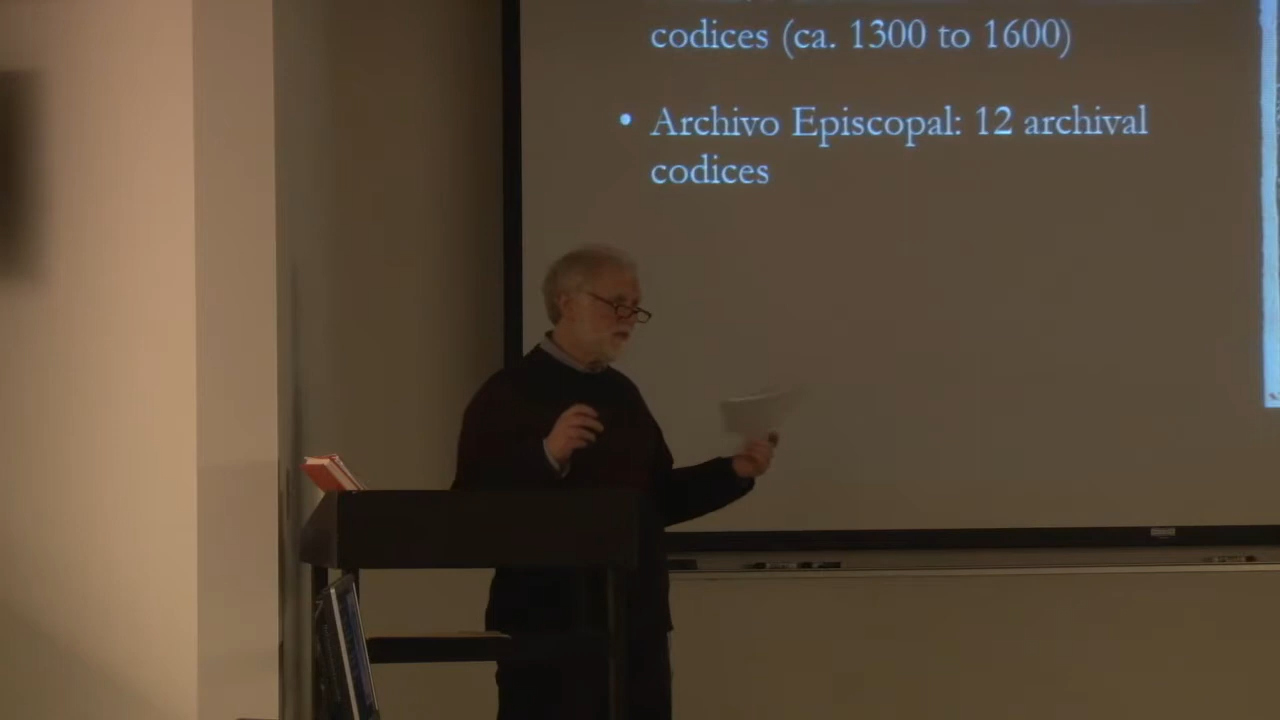 codices (ca. 1300 to 1600)
• Archivo Episcopal: 12 archival
codices